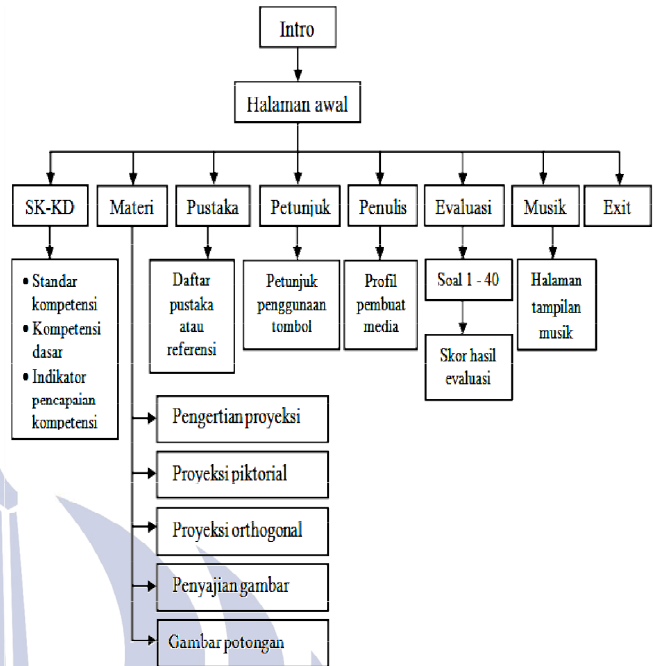 Intro
Halaman awal
SK-KD
Materi
Pustaka
Petunjuk
Penulis
Evaluasi
Musik
Exit
• Standar
kompetensi
• Kompetensi
dasar
• Indikator
pencapaian
kompetensi
Daftar
pustaka
atau
referensi
Petunjuk
penggunaan
tombol
Profil
pembuat
media
Soal 1 - 40
Skor hasil
evaluasi
Halaman
tampilan
musik
Pengertian proyeksi
Proyeksi piktorial
Proyeksi orthogonal
Penyajian gambar
Gambar potongan